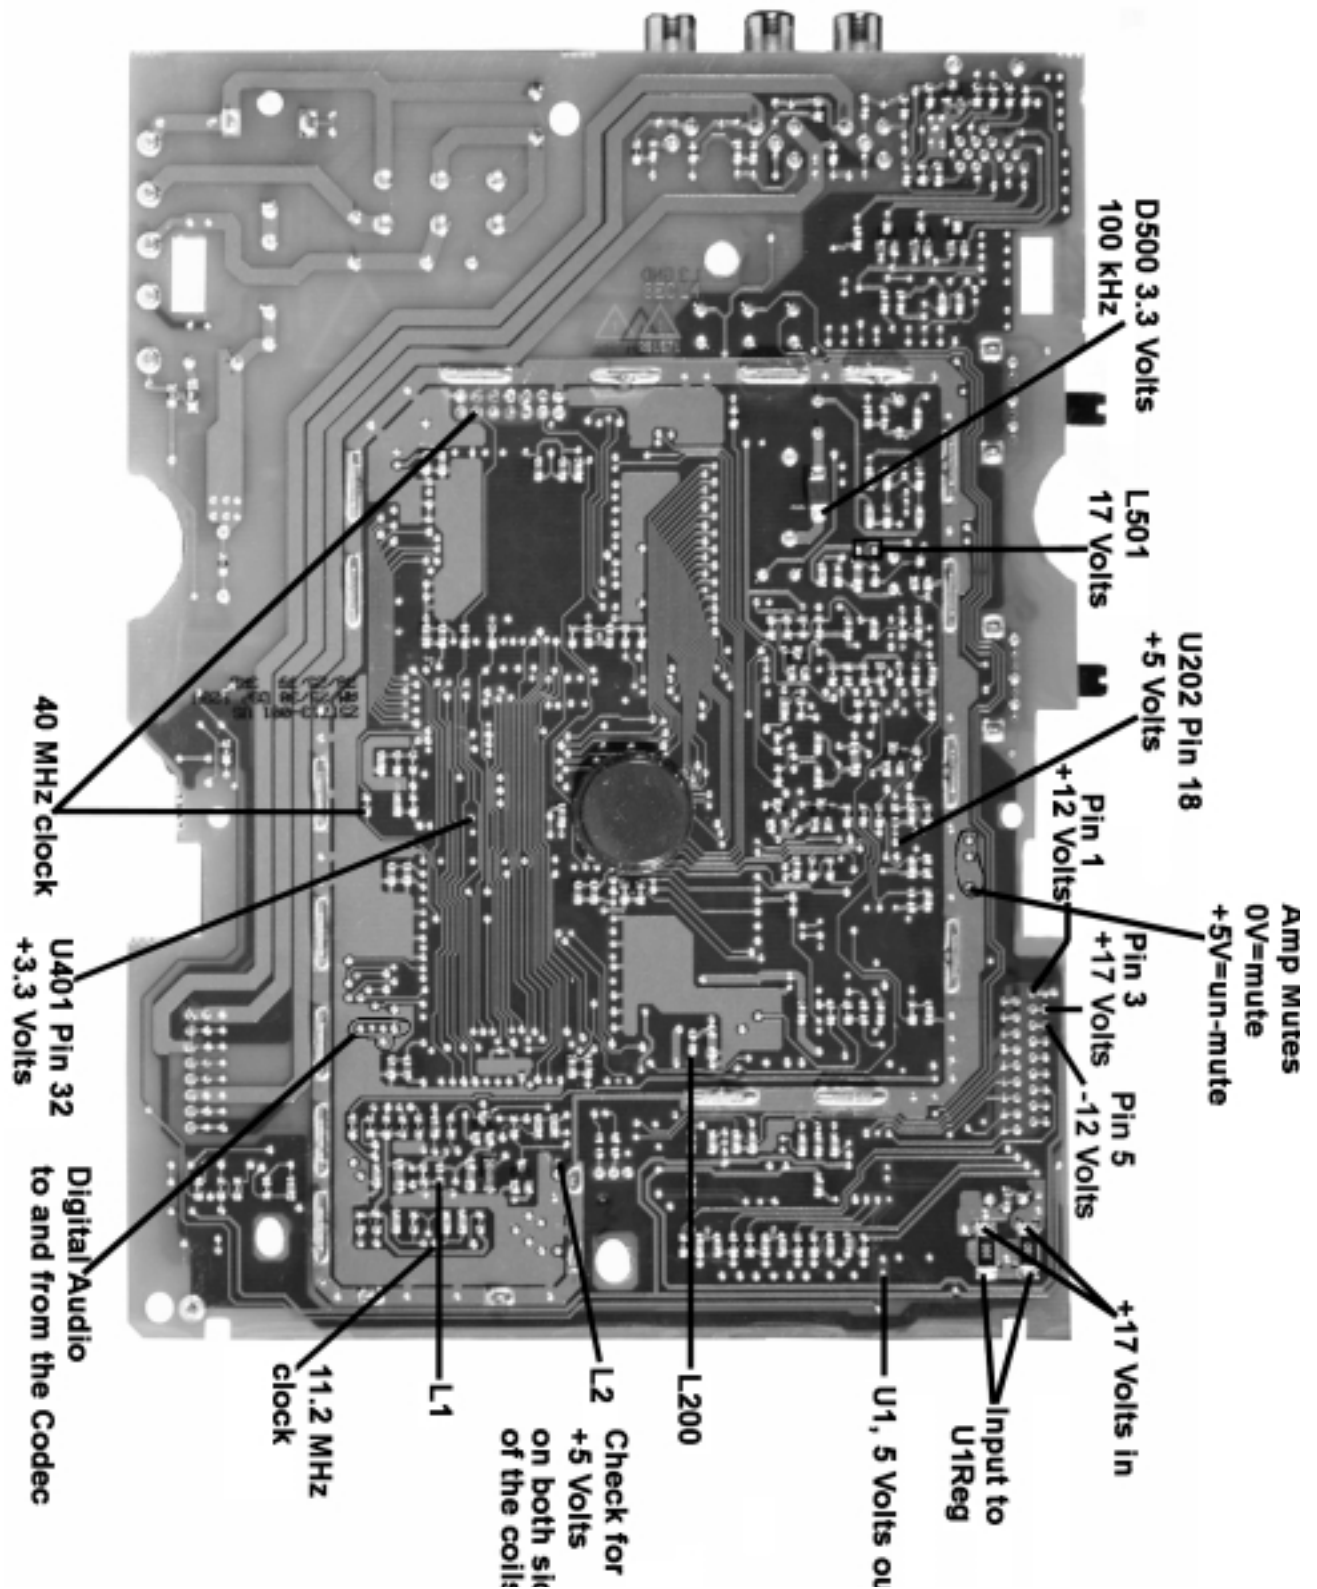 D500 3.3 Volts
100 kHz
L501
17 Volts
U202 Pin 18
+5 Volts
Pin 1
+12 Volts
Amp Mutes
0V=mute
+5V=un-mute
Pin 3
+17 Volts
Pin 5
-12 Volts
40 MHz clock
U401 Pin 32
+3.3 Volts
Digital Audio
to and from the Codec
11.2 MHz
clock
L1
L2
Check for
+5 Volts
on both
of the coils
L200
U1, 5 Volts
Input to
U1Reg
+17 Volts in